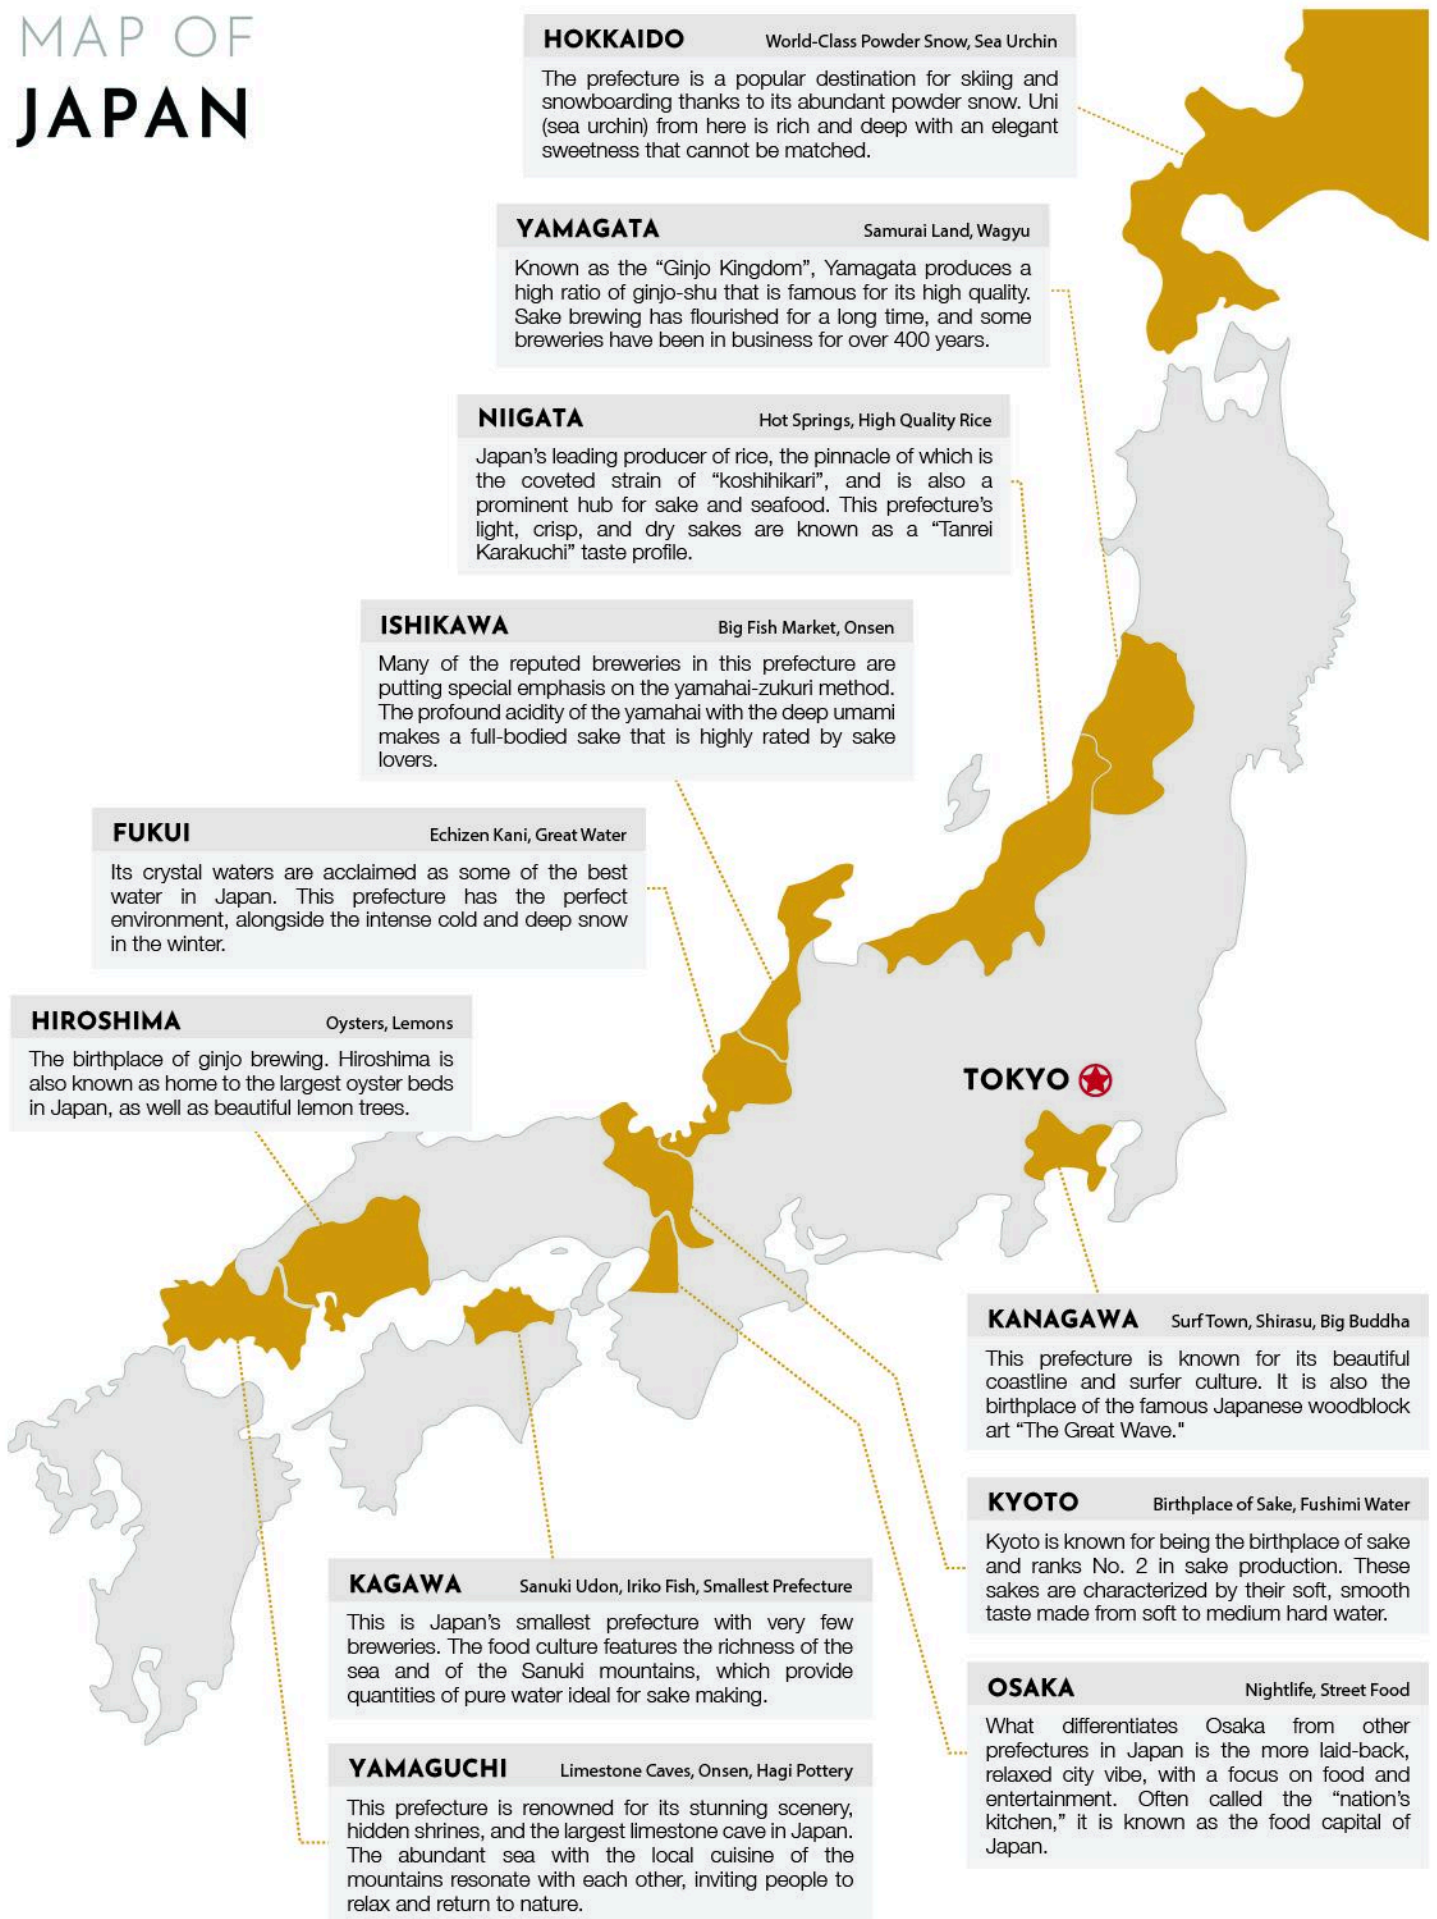 MAP OF
JAPAN
HOKKAIDO World-Class Powder Snow, Sea Urchin
The prefecture is a popular destination for skiing and
snowboarding thanks to its abundant powder snow. Uni
(sea urchin) from here is rich and deep with an elegant
sweetness that cannot be matched.
YAMAGATA Samurai Land, Wagyu
Known as the “Ginjo Kingdom”, Yamagata produces a
high ratio of ginjo-shu that is famous for its high quality.
Sake brewing has flourished for a long time, and some
breweries have been in business for over 400 years.
NIIGATA Hot Springs, High Quality Rice
Japan’s leading producer of rice, the pinnacle of which is
the coveted strain of “koshihikari”, and is also a
prominent hub for sake and seafood. This prefecture’s
light, crisp, and dry sakes are known as a “Tanrei
Karakuchi” taste profile.
ISHIKAWA Big Fish Market, Onsen
Many of the reputed breweries in this prefecture are
putting special emphasis on the yamahai-zukuri method.
The profound acidity of the yamahai with the deep umami
makes a full-bodied sake that is highly rated by sake
lovers.
FUKUI Echizen Kani, Great Water
Its crystal waters are acclaimed as some of the best
water in Japan. This prefecture has the perfect
environment, alongside the intense cold and deep snow
in the winter.
HIROSHIMA Oysters, Lemons
The birthplace of ginjo brewing. Hiroshima is
also known as home to the largest oyster beds
in Japan, as well as beautiful lemon trees.
TOKYO
KANAGAWA Surf Town, Shirasu, Big Buddha
This prefecture is known for its beautiful
coastline and surfer culture. It is also the
birthplace of the famous Japanese woodblock
art “The Great Wave."
KYOTO Birthplace of Sake, Fushimi Water
Kyoto is known for being the birthplace of sake
and ranks No. 2 in sake production. These
sakes are characterized by their soft, smooth
taste made from soft to medium hard water.
KAGAWA Sanuki Udon, Iriko Fish, Smallest Prefecture
This is Japan’s smallest prefecture with very few
breweries. The food culture features the richness of the
sea and of the Sanuki mountains, which provide
quantities of pure water ideal for sake making.
OSAKA Nightlife, Street Food
What differentiates Osaka from other
prefectures in Japan is the more laid-back,
relaxed city vibe, with a focus on food and
entertainment. Often called the “nation’s
kitchen,” it is known as the food capital of
Japan.
YAMAGUCHI Limestone Caves, Onsen, Hagi Pottery
This prefecture is renowned for its stunning scenery,
hidden shrines, and the largest limestone cave in Japan.
The abundant sea with the local cuisine of the
mountains resonate with each other, inviting people to
relax and return to nature.